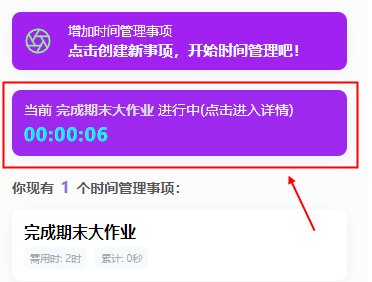 增加时间管理事项
点击创建新事项，开始时间管理吧！
当前 完成期末大作业 进行中(点击进入详情)
00:00:06
你现有 1 个时间管理事项：
完成期末大作业
需用时: 2时 累计: 0秒